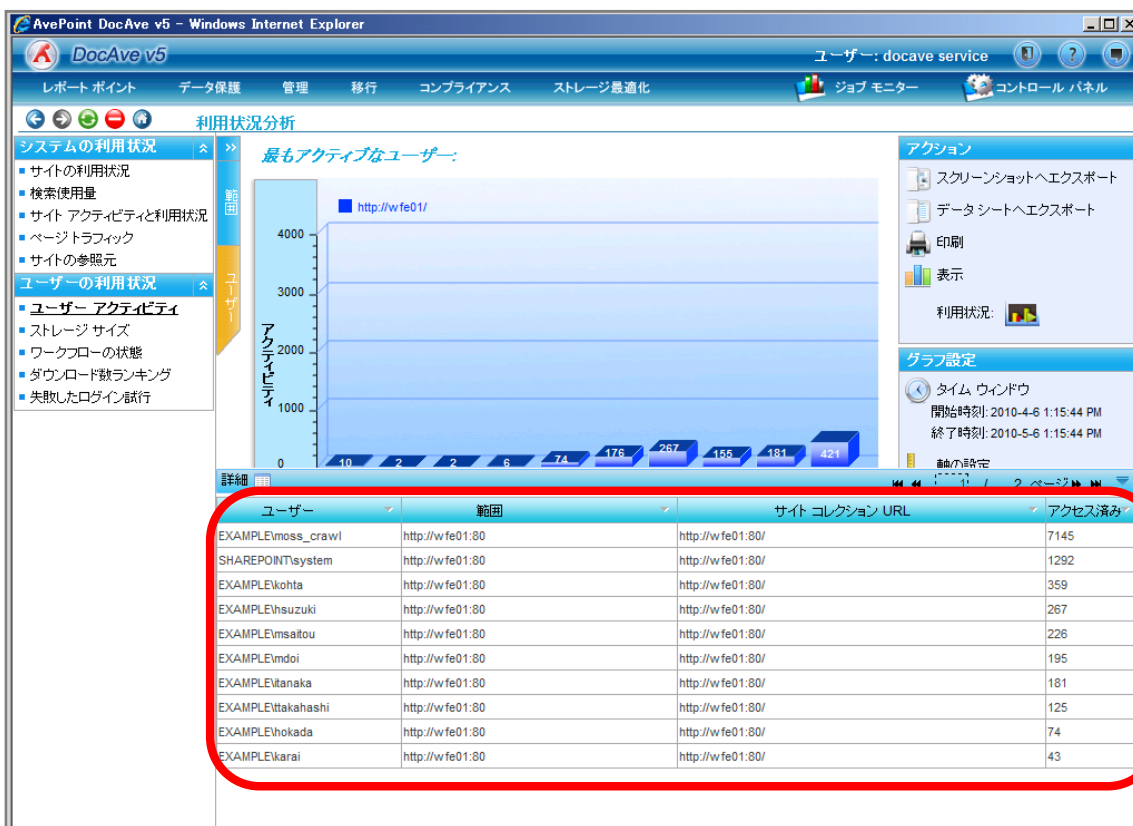 AvePoint DocAve v5 - Windows Internet Explorer
DocAve v5
ユーザー: docave service
レポート ポイント データ保護 管理 移行 コンプライアンス ストレージ最適化 ジョブ モニター コントロール パネル
利用状況分析
システムの利用状況
サイトの利用状況
検索使用量
サイト アクティビティと利用状況
ページトラフィック
サイトの参照元
ユーザーの利用状況
ユーザー アクティビティ
ストレージ サイズ
ワークフローの状態
ダウンロード数ランキング
失敗したログイン試行
範囲
ユーザー
最もアクティブなユーザー:
http://wfe01/
アクティビティ
4000
3000
2000
1000
0
10 2 2 6 74 176 267 155 181 421
アクション
スクリーンショットへエクスポート
データ シートへエクスポート
印刷
表示
利用状況:
グラフ設定
タイム ウィンドウ
開始時刻: 2010-4-6 1:15:44 PM
終了時刻: 2010-5-6 1:15:44 PM
軸の設定
詳細
1 / 2 ページ
ユーザー 範囲 サイト コレクション URL アクセス済み
EXAMPLE\moss_crawl http://wfe01:80 http://wfe01:80/ 7145
SHAREPOINT\system http://wfe01:80 http://wfe01:80/ 1292
EXAMPLE\kohta http://wfe01:80 http://wfe01:80/ 359
EXAMPLE\hsuzuki http://wfe01:80 http://wfe01:80/ 267
EXAMPLE\msaitou http://wfe01:80 http://wfe01:80/ 226
EXAMPLE\mdoi http://wfe01:80 http://wfe01:80/ 195
EXAMPLE\itanaka http://wfe01:80 http://wfe01:80/ 181
EXAMPLE\ttakahashi http://wfe01:80 http://wfe01:80/ 125
EXAMPLE\hokada http://wfe01:80 http://wfe01:80/ 74
EXAMPLE\karai http://wfe01:80 http://wfe01:80/ 43